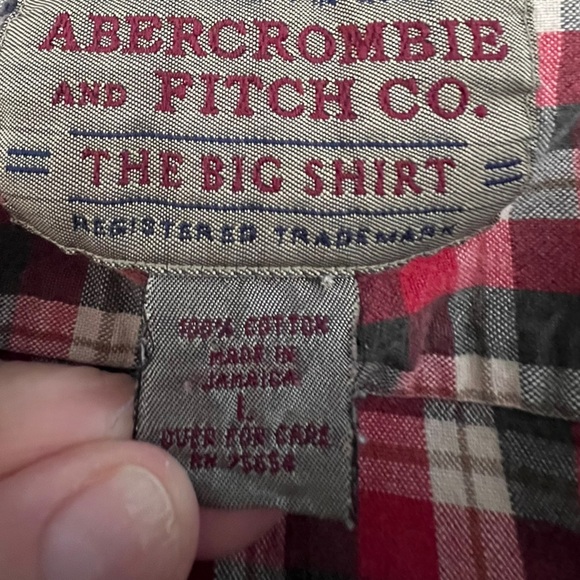 ABERCROMBIE
AND FITCH CO.
THE BIG SHIRT
REGISTERED TRADEMARK
100% COTTON
MADE IN
JAMAICA
L
OVER FOR CARE
RN 75654